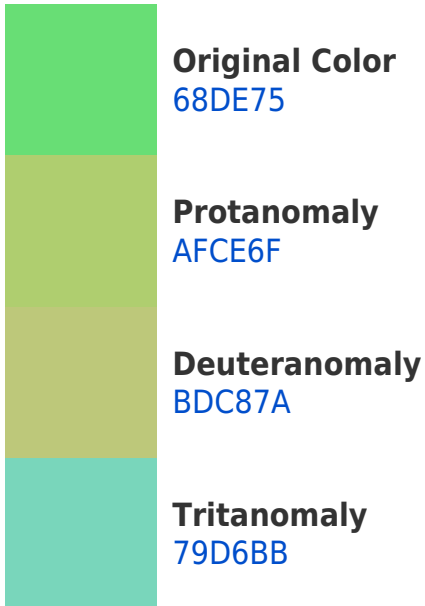 Original Color
68DE75
Protanomaly
AFCE6F
Deuteranomaly
BDC87A
Tritanomaly
79D6BB